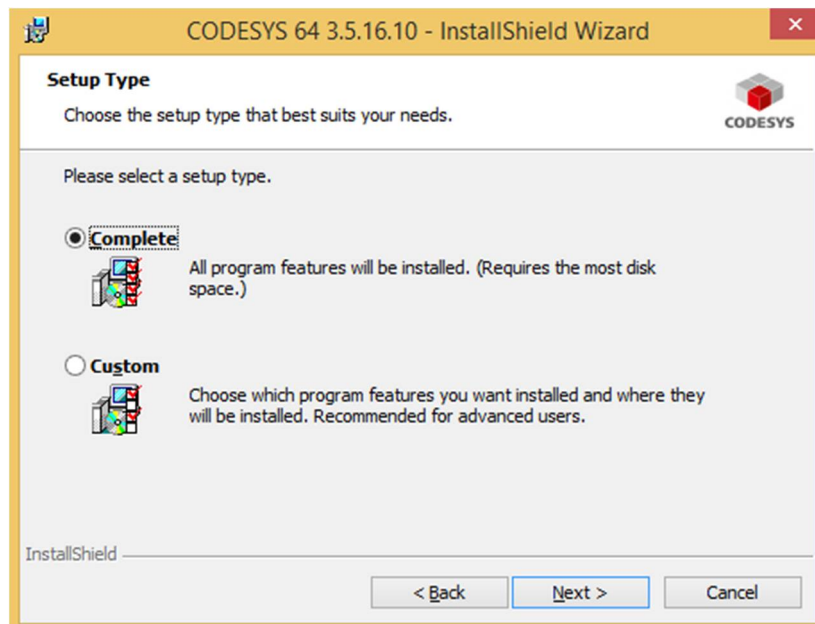 CODESYS 64 3.5.16.10 - InstallShield Wizard
Setup Type
Choose the setup type that best suits your needs.
CODESYS
Please select a setup type.
Complete
All program features will be installed. (Requires the most disk
space.)
Custom
Choose which program features you want installed and where they
will be installed. Recommended for advanced users.
InstallShield
< Back
Next >
Cancel